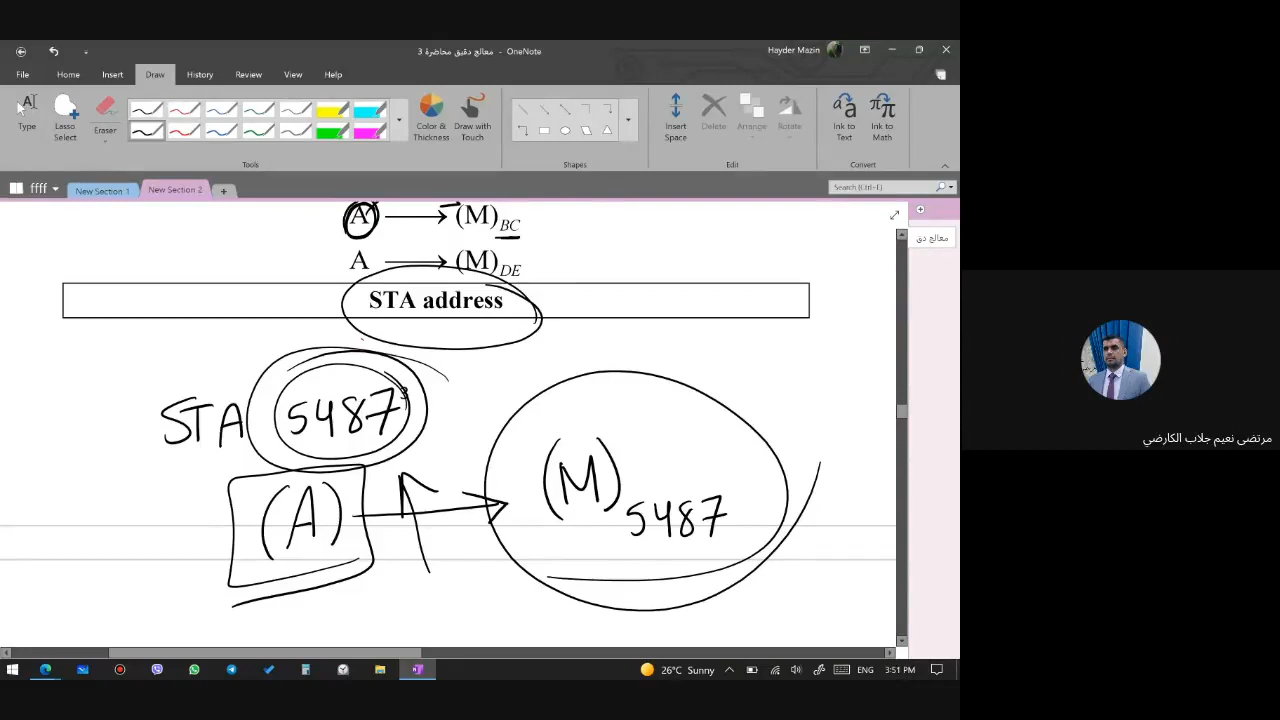 معالج دقيق محاضرة 3 - OneNote
Hayder Mazin
File Home Insert Draw History Review View Help
Type
Lasso Select
Eraser
Color & Thickness
Draw with Touch
Insert Space
Delete
Arrange
Rotate
Ink to Text
Ink to Math
Tools
Shapes
Edit
Convert
ffff
New Section 1
New Section 2
Search (Ctrl+E)
معالج دق
A ⟶ (M)BC
A ⟶ (M)DE
STA address
STA 5487
(A) → (M)5487
مرتضى نعيم جلاب الكارضي
26°C Sunny
ENG
3:51 PM